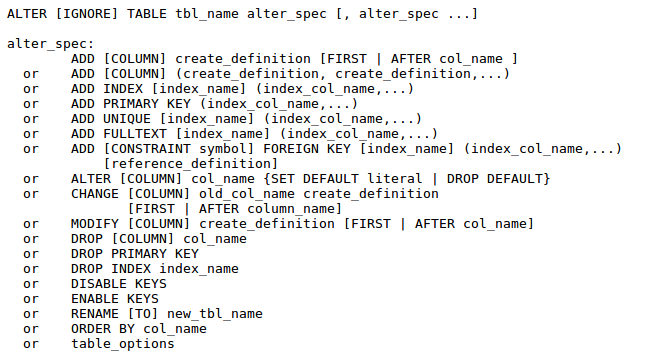 ALTER [IGNORE] TABLE tbl_name alter_spec [, alter_spec ...]
alter_spec:
ADD [COLUMN] create_definition [FIRST | AFTER col_name ]
or ADD [COLUMN] (create_definition, create_definition,...)
or ADD INDEX [index_name] (index_col_name,...)
or ADD PRIMARY KEY (index_col_name,...)
or ADD UNIQUE [index_name] (index_col_name,...)
or ADD FULLTEXT [index_name] (index_col_name,...)
or ADD [CONSTRAINT symbol] FOREIGN KEY [index_name] (index_col_name,...)
[reference_definition]
or ALTER [COLUMN] col_name {SET DEFAULT literal | DROP DEFAULT}
or CHANGE [COLUMN] old_col_name create_definition
[FIRST | AFTER column_name]
or MODIFY [COLUMN] create_definition [FIRST | AFTER col_name]
or DROP [COLUMN] col_name
or DROP PRIMARY KEY
or DROP INDEX index_name
or DISABLE KEYS
or ENABLE KEYS
or RENAME [TO] new_tbl_name
or ORDER BY col_name
or table_options